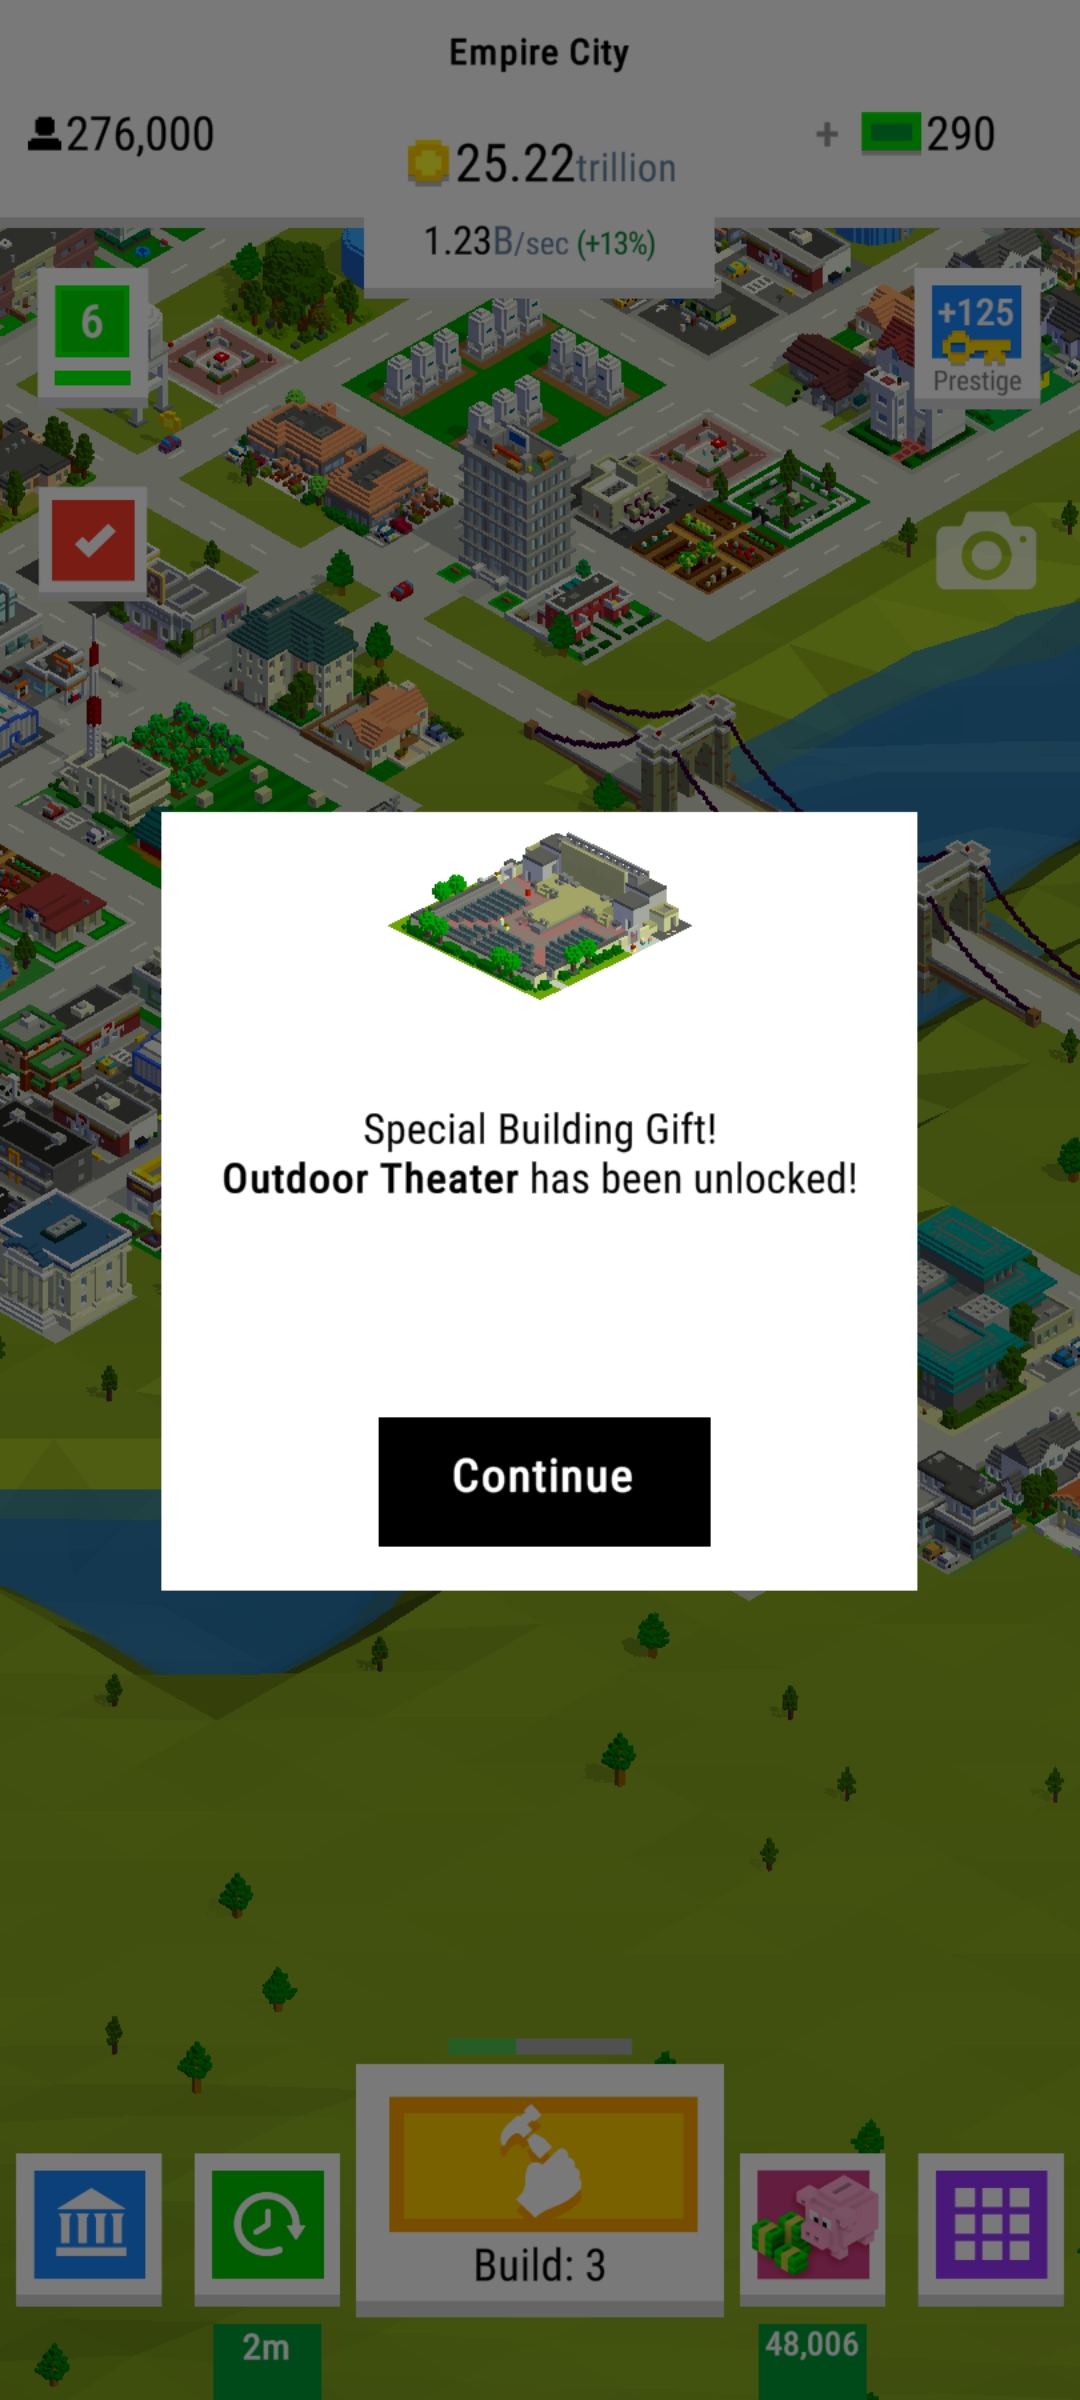 Empire City
276,000
25.22trillion
+ 290
1.23B/sec (+13%)
6
+125
Prestige
Special Building Gift!
Outdoor Theater has been unlocked!
Continue
Build: 3
2m
48,006